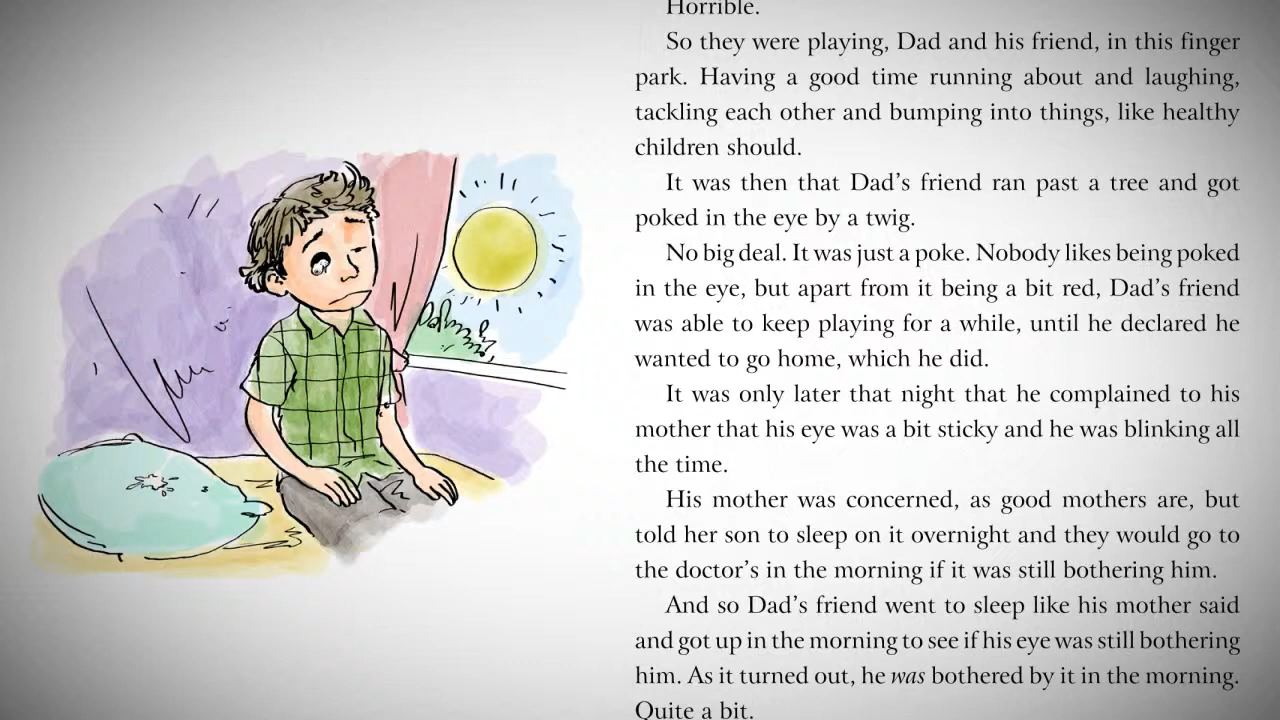 Horrible.
So they were playing, Dad and his friend, in this finger
park. Having a good time running about and laughing,
tackling each other and bumping into things, like healthy
children should.
It was then that Dad’s friend ran past a tree and got
poked in the eye by a twig.
No big deal. It was just a poke. Nobody likes being poked
in the eye, but apart from it being a bit red, Dad’s friend
was able to keep playing for a while, until he declared he
wanted to go home, which he did.
It was only later that night that he complained to his
mother that his eye was a bit sticky and he was blinking all
the time.
His mother was concerned, as good mothers are, but
told her son to sleep on it overnight and they would go to
the doctor’s in the morning if it was still bothering him.
And so Dad’s friend went to sleep like his mother said
and got up in the morning to see if his eye was still bothering
him. As it turned out, he was bothered by it in the morning.
Quite a bit.